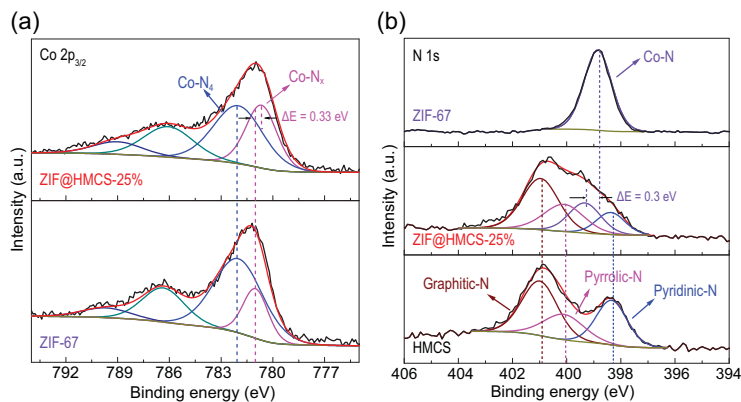 (a)
Co 2p3/2
Co-N4
Co-Nx
ΔE = 0.33 eV
ZIF@HMCS-25%
ZIF-67
Intensity (a.u.)
792 789 786 783 780 777
Binding energy (eV)
(b)
N 1s
Co-N
ZIF-67
ΔE = 0.3 eV
ZIF@HMCS-25%
Graphitic-N
Pyrrolic-N
Pyridinic-N
HMCS
Intensity (a.u.)
406 404 402 400 398 396 394
Binding energy (eV)